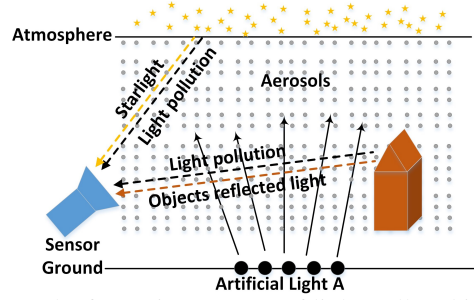 Atmosphere
Aerosols
Starlight
Light pollution
Light pollution
Objects reflected light
Sensor
Ground
Artificial Light A